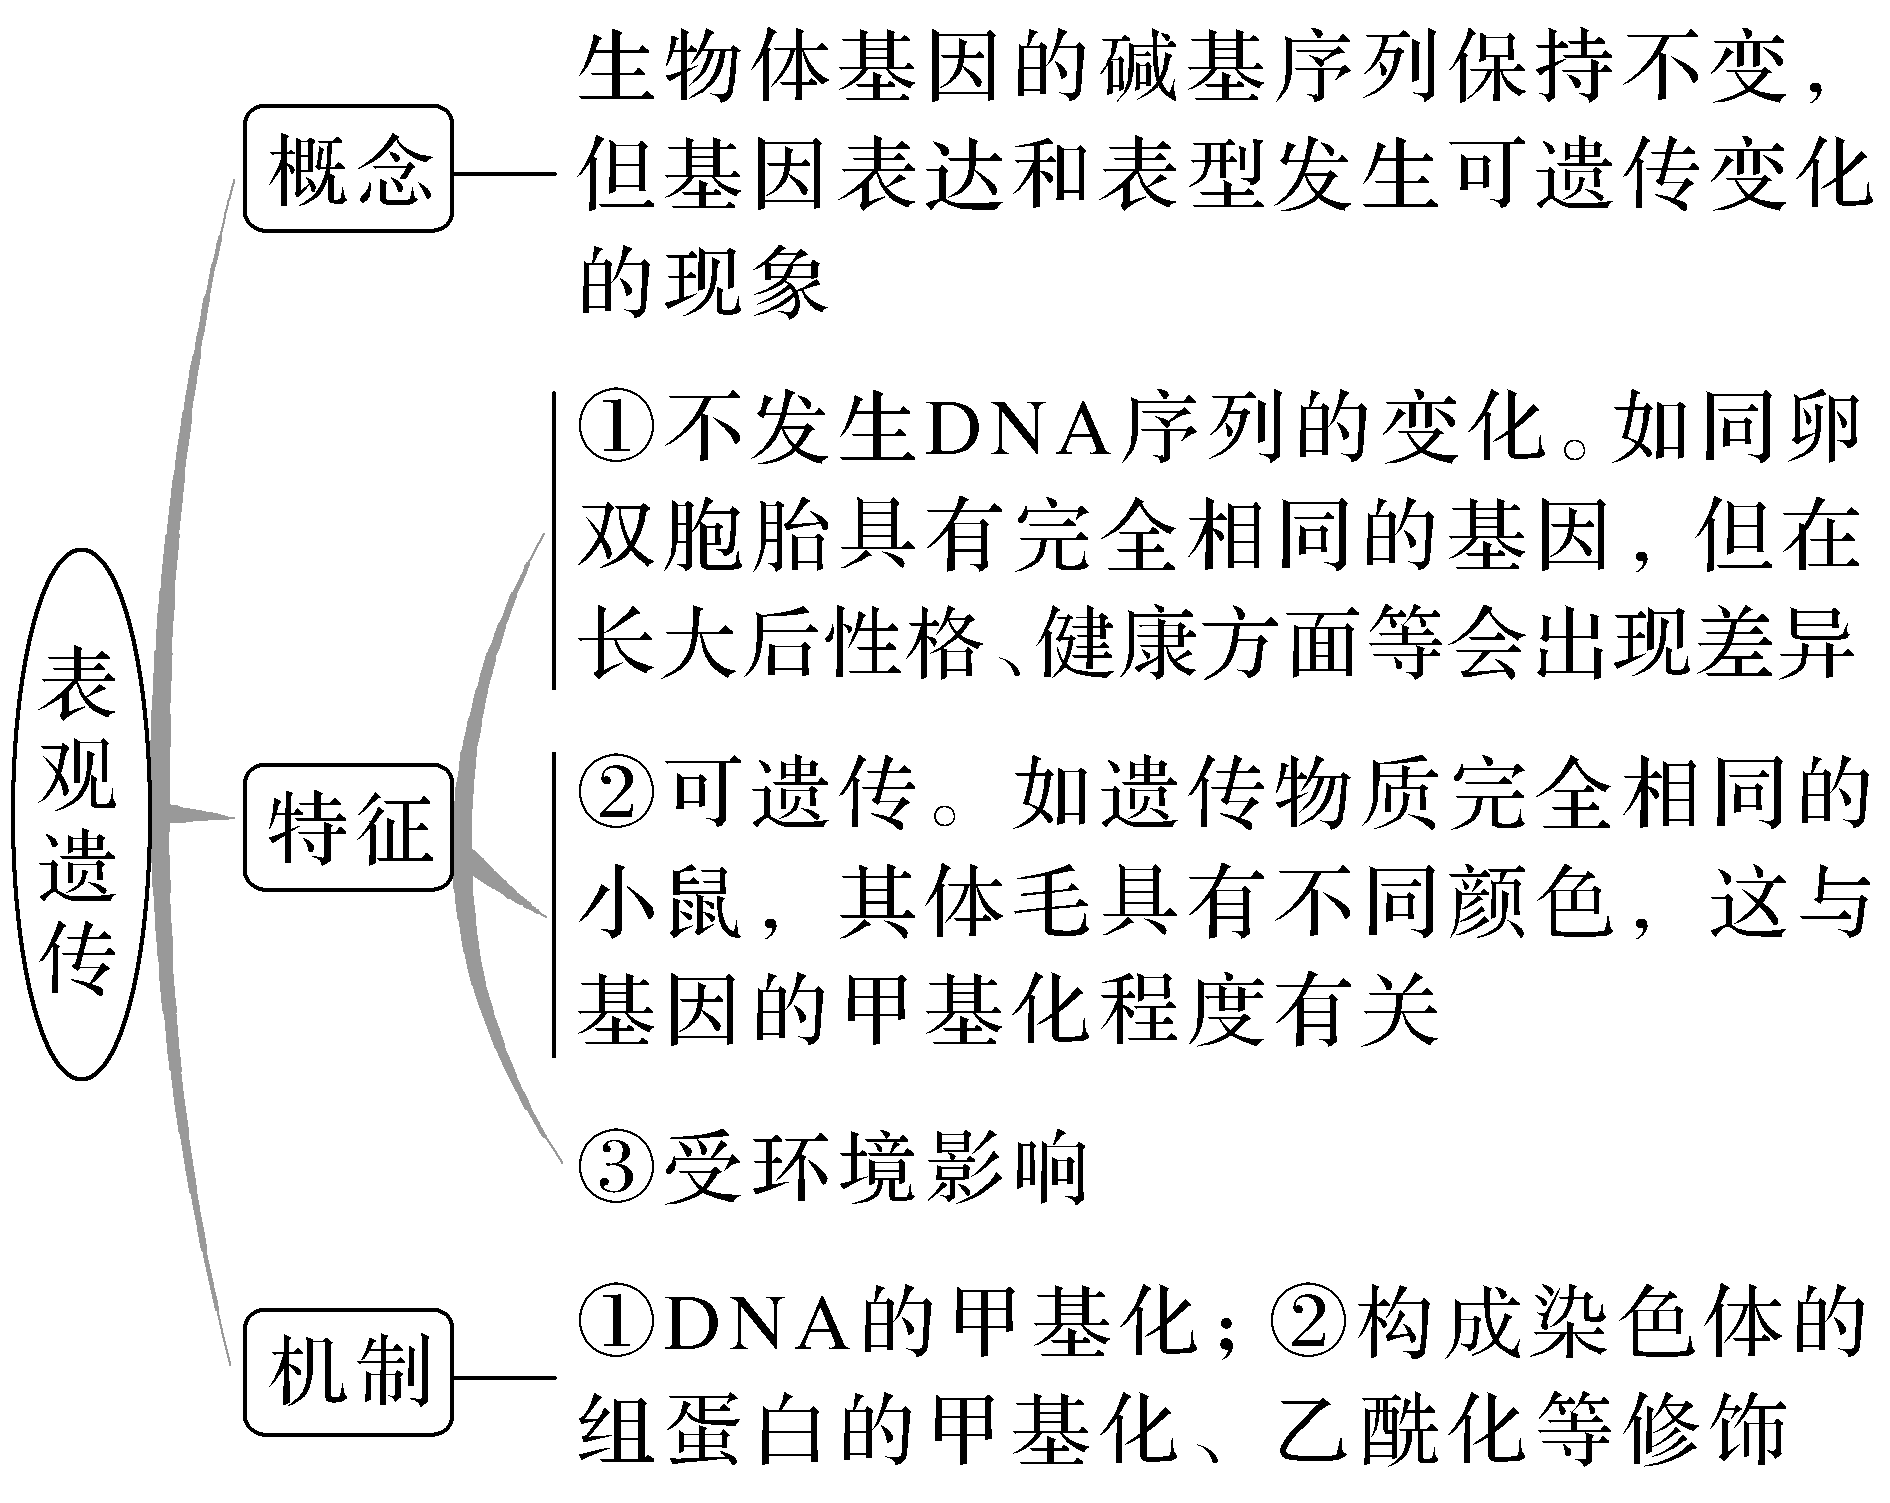 表观遗传
概念
生物体基因的碱基序列保持不变，
但基因表达和表型发生可遗传变化
的现象
特征
①不发生DNA序列的变化。如同卵
双胞胎具有完全相同的基因，但在
长大后性格、健康方面等会出现差异
②可遗传。如遗传物质完全相同的
小鼠，其体毛具有不同颜色，这与
基因的甲基化程度有关
③受环境影响
机制
①DNA的甲基化；②构成染色体的
组蛋白的甲基化、乙酰化等修饰